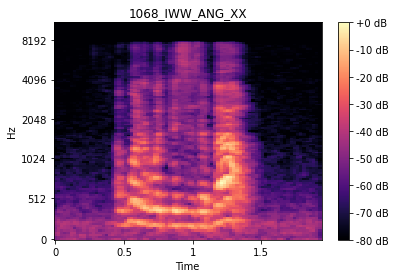 1068_IWW_ANG_XX
Hz
8192
4096
2048
1024
512
0
0
0.5
1
1.5
Time
+0 dB
-10 dB
-20 dB
-30 dB
-40 dB
-50 dB
-60 dB
-70 dB
-80 dB